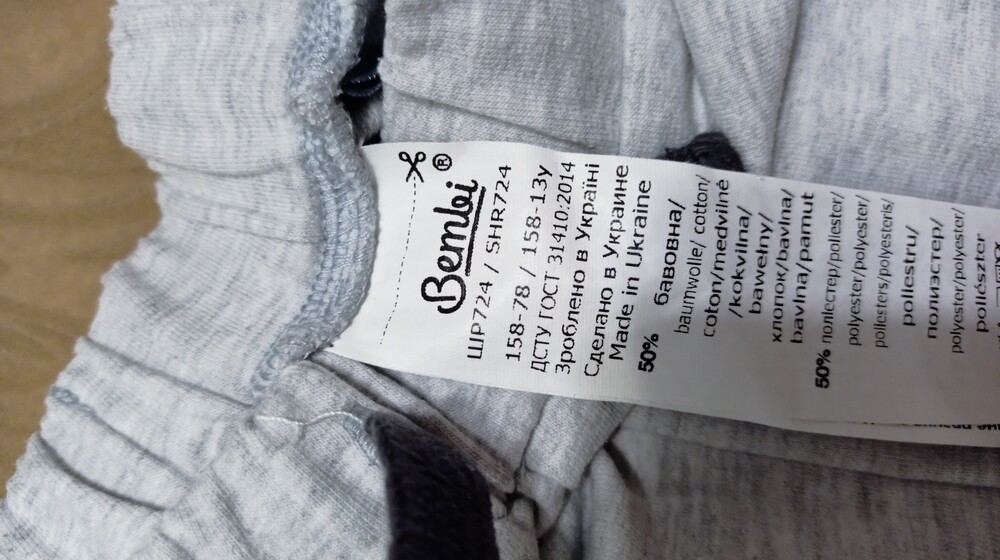 Bembi®
ШР724 / SHR724
158-78 / 158-13y
ДСТУ ГОСТ 31410:2014
Зроблено в Україні
Сделано в Украине
Made in Ukraine
50% бавовна/
baumwolle/ cotton/
coton/medvilnė
/kokvilna/
bawełny/
хлопок/bavlna/
bavlna/pamut
50% поліестер/poliester/
polyester/polyester/
poliesters/polyesteris/
poliestru/
полиэстер/
polyester/polyester/
poliészter